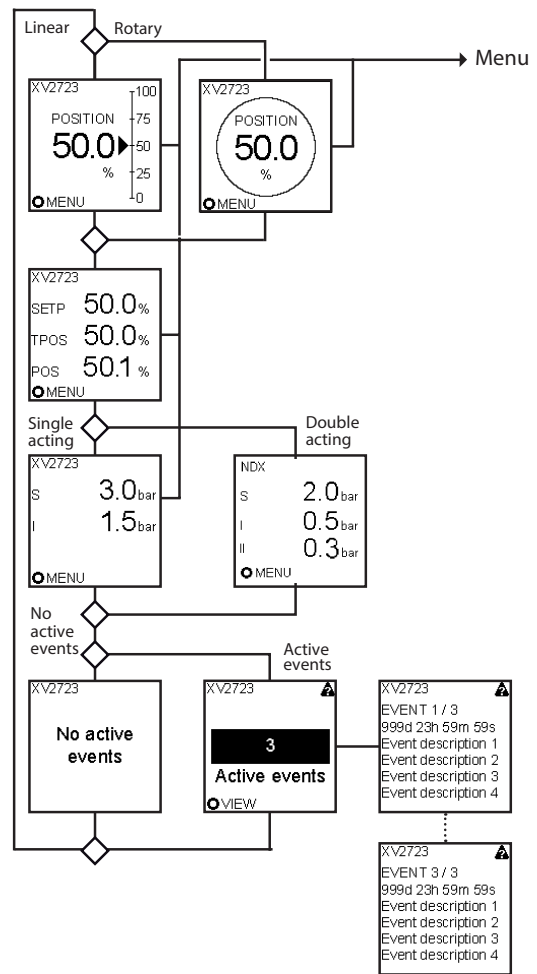 Linear
Rotary
Menu
XV2723
100
POSITION
75
50.0
50
%
25
0
MENU
XV2723
POSITION
50.0
%
MENU
XV2723
SETP 50.0%
TPOS 50.0%
POS 50.1 %
MENU
Single
acting
Double
acting
XV2723
S 3.0bar
I 1.5bar
MENU
NDX
S 2.0bar
I 0.5bar
II 0.3bar
MENU
No
active
events
Active
events
XV2723
No active
events
XV2723
3
Active events
VIEW
XV2723
EVENT 1 / 3
999d 23h 59m 59s
Event description 1
Event description 2
Event description 3
Event description 4
XV2723
EVENT 3 / 3
999d 23h 59m 59s
Event description 1
Event description 2
Event description 3
Event description 4